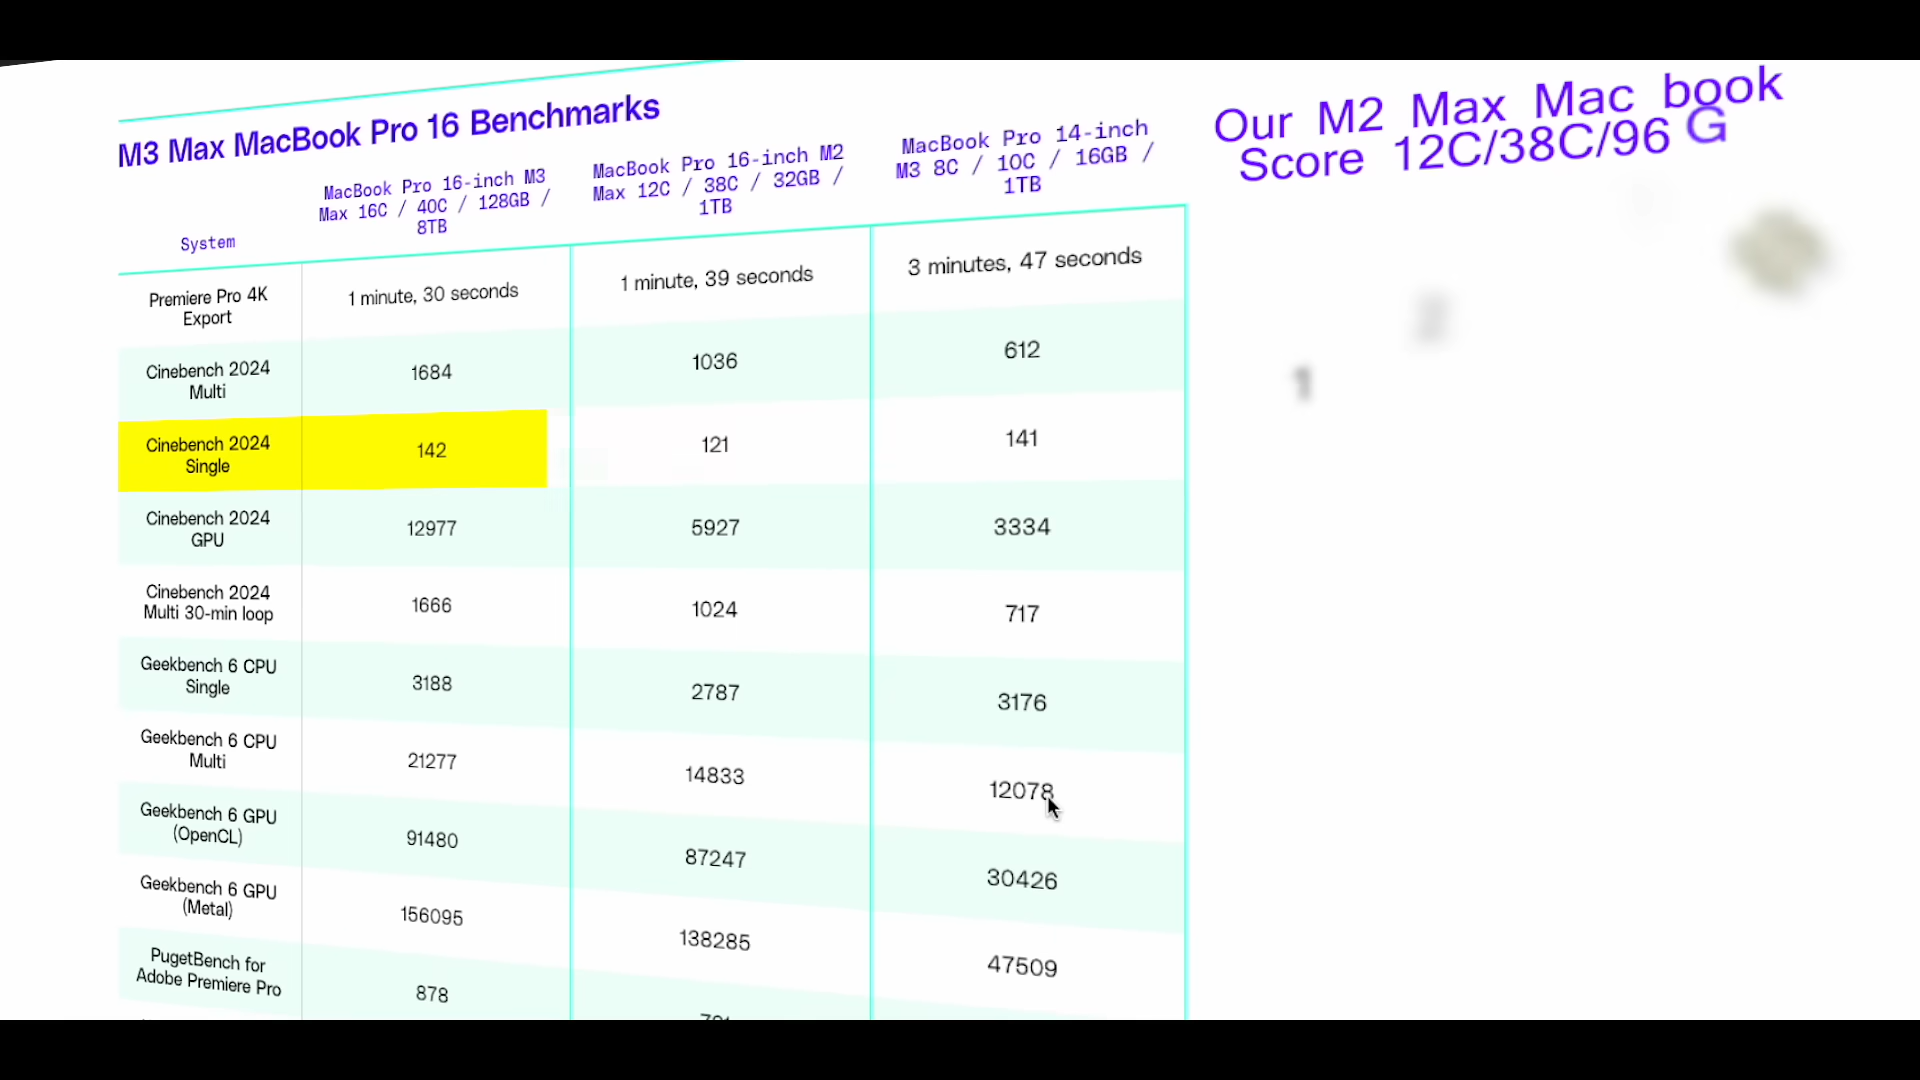 M3 Max MacBook Pro 16 Benchmarks
Our M2 Max Mac book
Score 12C/38C/96 G
System
MacBook Pro 16-inch M3
Max 16C / 40C / 128GB /
8TB
MacBook Pro 16-inch M2
Max 12C / 38C / 32GB /
1TB
MacBook Pro 14-inch
M3 8C / 10C / 16GB /
1TB
Premiere Pro 4K
Export
1 minute, 30 seconds
1 minute, 39 seconds
3 minutes, 47 seconds
Cinebench 2024
Multi
1684
1036
612
Cinebench 2024
Single
142
121
141
1
2
Cinebench 2024
GPU
12977
5927
3334
Cinebench 2024
Multi 30-min loop
1666
1024
717
Geekbench 6 CPU
Single
3188
2787
3176
Geekbench 6 CPU
Multi
21277
14833
12078
Geekbench 6 GPU
(OpenCL)
91480
87247
30426
Geekbench 6 GPU
(Metal)
156095
138285
47509
PugetBench for
Adobe Premiere Pro
878